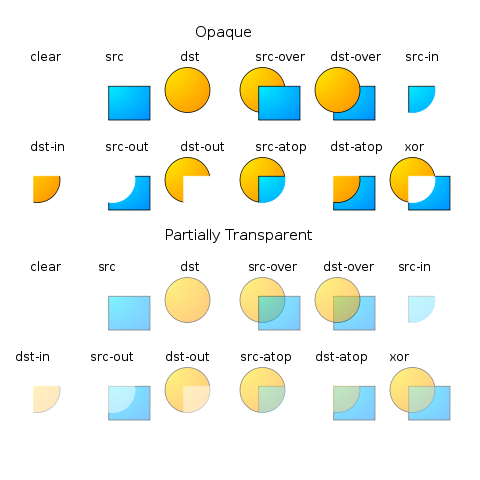 Opaque
clear src dst src-over dst-over src-in
dst-in src-out dst-out src-atop dst-atop xor
Partially Transparent
clear src dst src-over dst-over src-in
dst-in src-out dst-out src-atop dst-atop xor